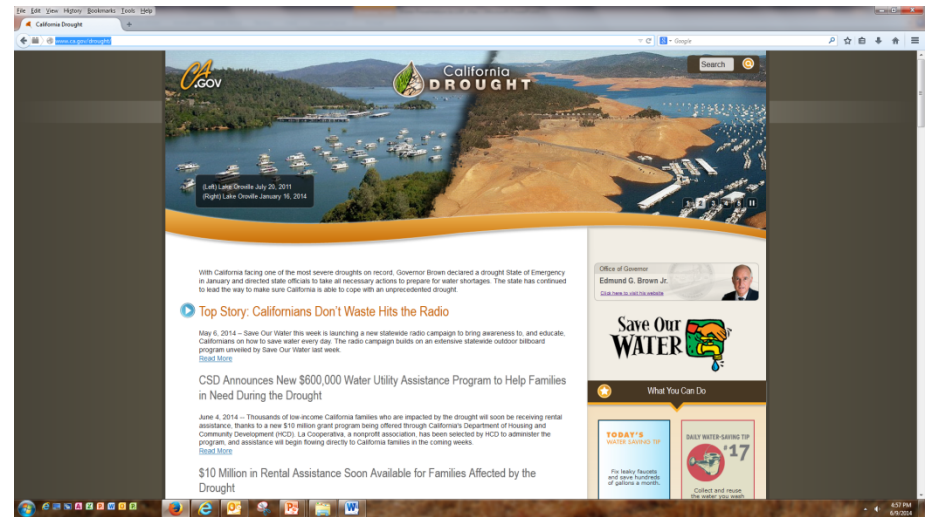 File Edit View History Bookmarks Tools Help
California Drought
www.ca.gov/drought/
Google
CA
.GOV
California
DROUGHT
Search
(Left) Lake Oroville July 20, 2011
(Right) Lake Oroville January 16, 2014
1 2 3 4 5
With California facing one of the most severe droughts on record, Governor Brown declared a drought State of Emergency
in January and directed state officials to take all necessary actions to prepare for water shortages. The state has continued
to lead the way to make sure California is able to cope with an unprecedented drought.
Top Story: Californians Don't Waste Hits the Radio
May 6, 2014 – Save Our Water this week is launching a new statewide radio campaign to bring awareness to, and educate,
Californians on how to save water every day. The radio campaign builds on an extensive statewide outdoor billboard
program unveiled by Save Our Water last week.
Read More
CSD Announces New $600,000 Water Utility Assistance Program to Help Families
in Need During the Drought
June 4, 2014 – Thousands of low-income California families who are impacted by the drought will soon be receiving rental
assistance, thanks to a new $10 million grant program being offered through California's Department of Housing and
Community Development (HCD). La Cooperativa, a nonprofit association, has been selected by HCD to administer the
program, and assistance will begin flowing directly to California families in the coming weeks.
Read More
$10 Million in Rental Assistance Soon Available for Families Affected by the
Drought
Office of Governor
Edmund G. Brown Jr.
Click here to visit his website
Save Our
WATER
What You Can Do
TODAY'S
WATER SAVING TIP
Fix leaky faucets
and save hundreds
of gallons a month.
DAILY WATER-SAVING TIP
#17
Collect and reuse
the water you wash
4:57 PM
6/9/2014